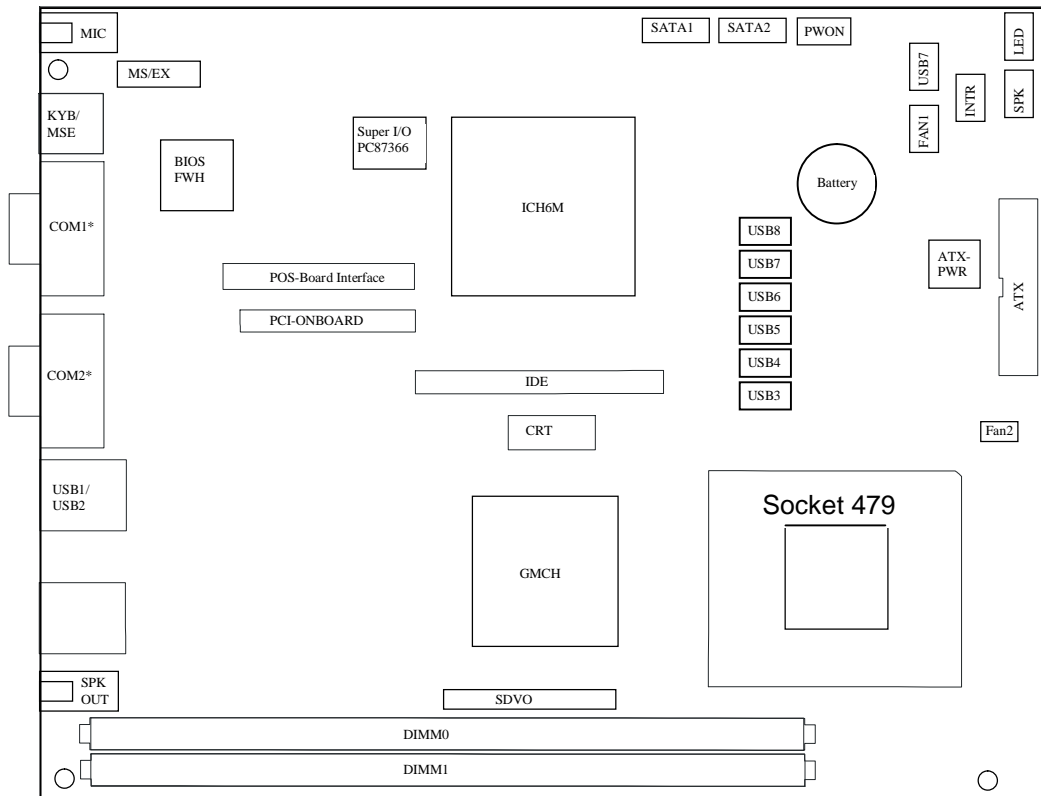 MIC
SATA1
SATA2
PWON
LED
MS/EX
USB7
INTR
SPK
KYB/
MSE
FAN1
Super I/O
PC87366
BIOS
FWH
ICH6M
Battery
COM1*
USB8
USB7
USB6
USB5
USB4
USB3
ATX-
PWR
ATX
POS-Board Interface
PCI-ONBOARD
COM2*
IDE
CRT
Fan2
USB1/
USB2
Socket 479
GMCH
SPK
OUT
SDVO
DIMM0
DIMM1